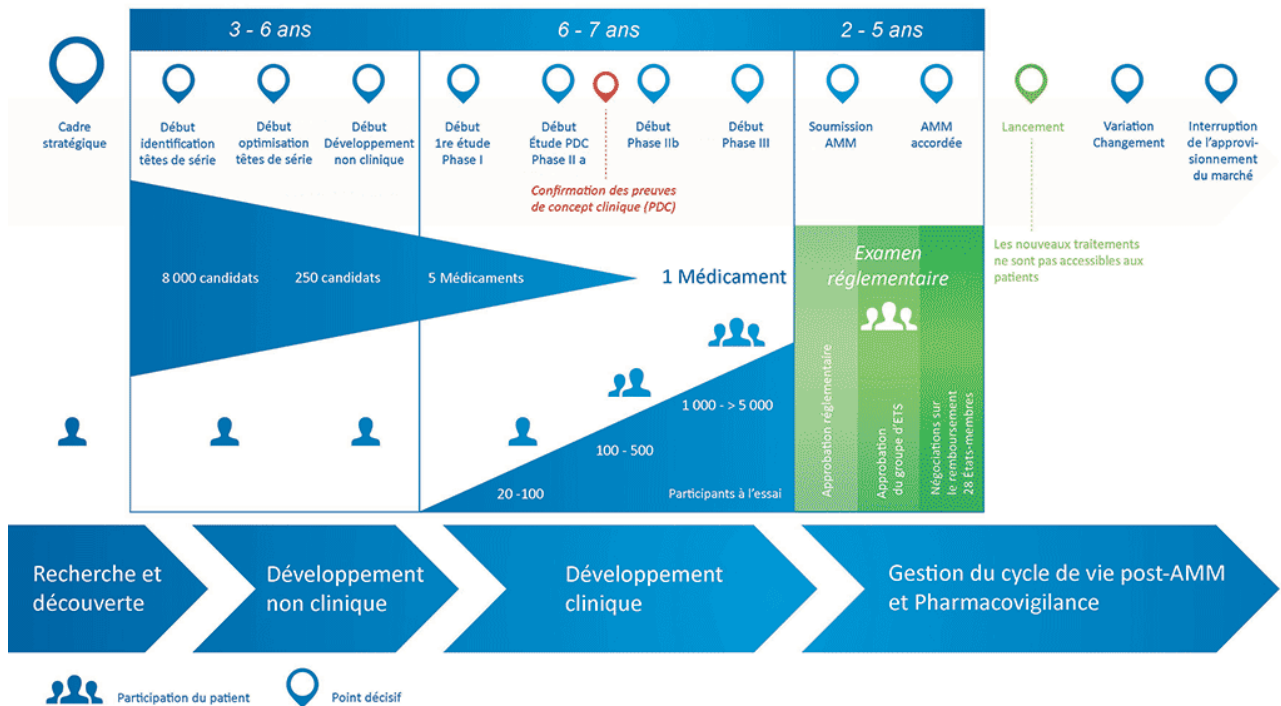 3 - 6 ans
6 - 7 ans
2 - 5 ans
Cadre
stratégique
Début
identification
têtes de série
Début
optimisation
têtes de série
Début
Développement
non clinique
Début
1re étude
Phase I
Début
Étude PDC
Phase II a
Début
Phase IIb
Début
Phase III
Soumission
AMM
AMM
accordée
Lancement
Variation
Changement
Interruption
de l'approvi-
sionnement
du marché
Confirmation des preuves
de concept clinique (PDC)
Les nouveaux traitements
ne sont pas accessibles aux
patients
8 000 candidats
250 candidats
5 Médicaments
1 Médicament
Examen
réglementaire
20 -100
100 - 500
1 000 - > 5 000
Participants à l'essai
Approbation réglementaire
Approbation
du groupe d'ETS
Négociations sur
le remboursement
28 États-membres
Recherche et
découverte
Développement
non clinique
Développement
clinique
Gestion du cycle de vie post-AMM
et Pharmacovigilance
Participation du patient
Point décisif